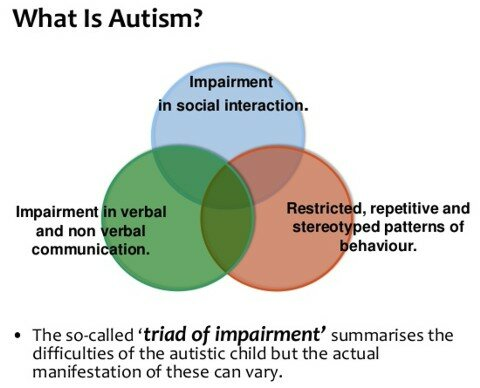 What Is Autism?
Impairment
in social interaction.
Impairment in verbal
and non verbal
communication.
Restricted, repetitive and
stereotyped patterns of
behaviour.
• The so-called ‘triad of impairment’ summarises the
difficulties of the autistic child but the actual
manifestation of these can vary.